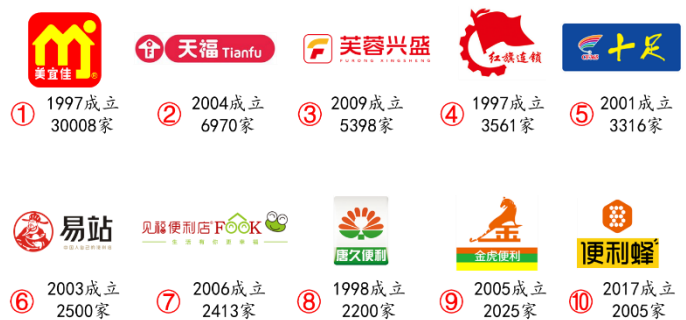 美宜佳
天福 Tianfu
芙蓉兴盛
FURONG XINGSHENG
红旗连锁
十足
① 1997成立
30008家
② 2004成立
6970家
③ 2009成立
5398家
④ 1997成立
3561家
⑤ 2001成立
3316家
易站
见福便利店 FOOK
生活有你更幸福
唐久便利
金
金虎便利
便利蜂
⑥ 2003成立
2500家
⑦ 2006成立
2413家
⑧ 1998成立
2200家
⑨ 2005成立
2025家
⑩ 2017成立
2005家